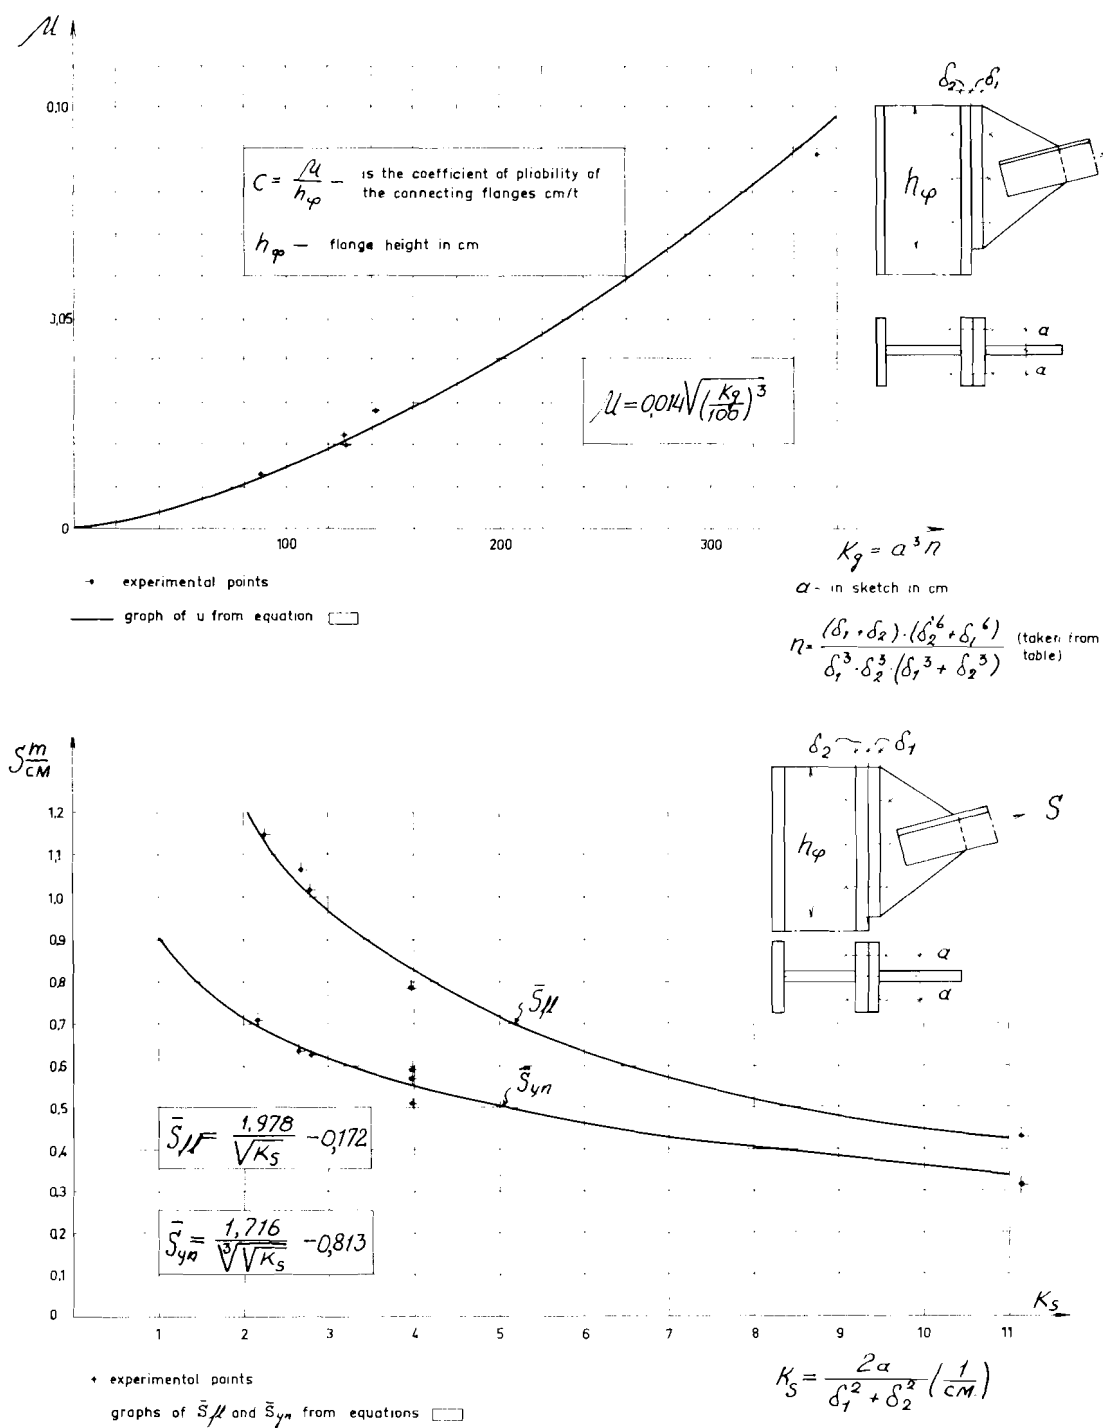 μ
0,10
0,05
0
100
200
300
C = μ/hφ — is the coefficient of pliability of
the connecting flanges cm/t
hφ — flange height in cm
μ = 0,014√(Kg/100)³
δ₂ δ₁
hφ
a
a
Kg = a³n
a - in sketch in cm
n = (δ₁ + δ₂)·(δ₂⁶ + δ₁⁶) / δ₁³·δ₂³·(δ₁³ + δ₂³) (taken from
table)
experimental points
graph of u from equation
S m/см
1,2
1,1
1,0
0,9
0,8
0,7
0,6
0,5
0,4
0,3
0,2
0,1
0
1 2 3 4 5 6 7 8 9 10 11
Ks
S̄μ
S̄yn
S̄μ = 1,978/√Ks - 0,172
S̄yn = 1,716/∛√Ks - 0,813
δ₂ δ₁
hφ
S
a
a
Ks = 2a/(δ₁² + δ₂²) (1/см.)
experimental points
graphs of S̄μ and S̄yn from equations